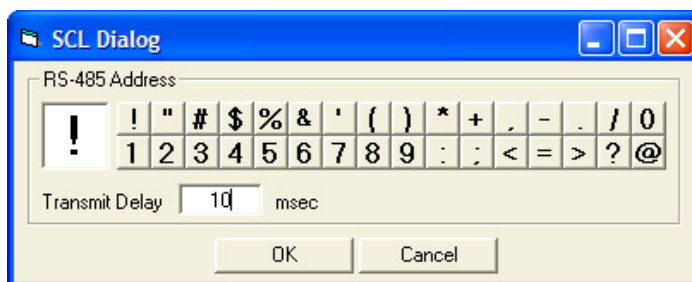 SCL Dialog
RS-485 Address
!
! " # $ % & ' ( ) * + , - . / 0
1 2 3 4 5 6 7 8 9 : ; < = > ? @
Transmit Delay 10 msec
OK Cancel